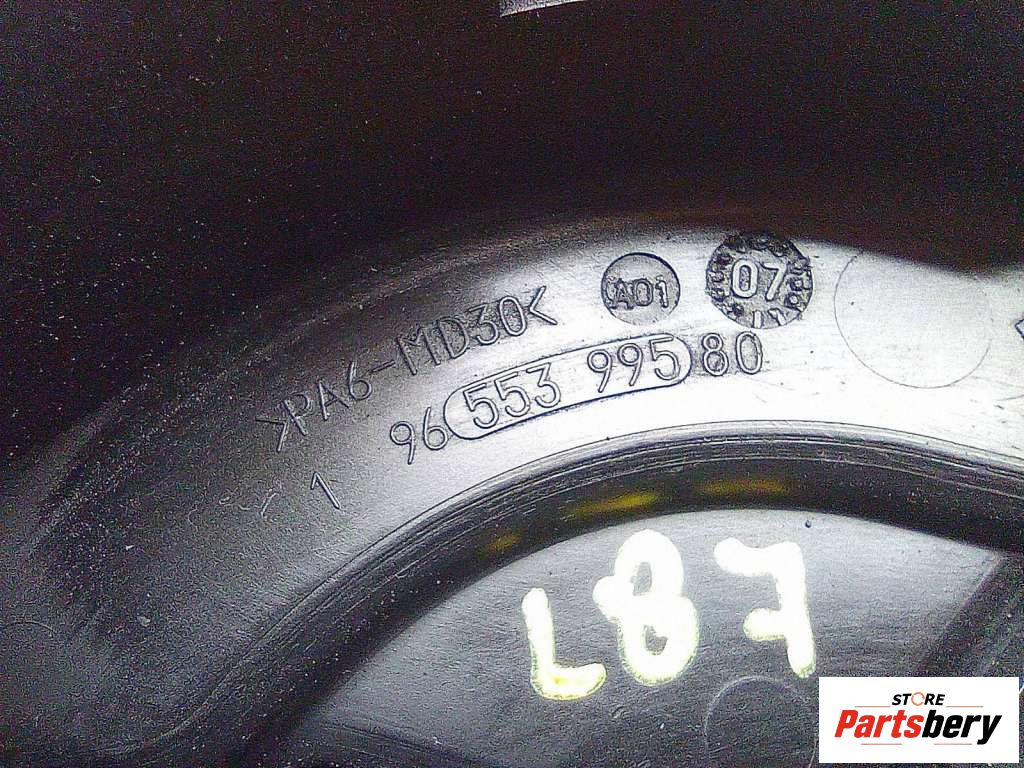 A01
07
>PA6-MD30<
96 553 995 80
1
L87
STORE
Partsbery